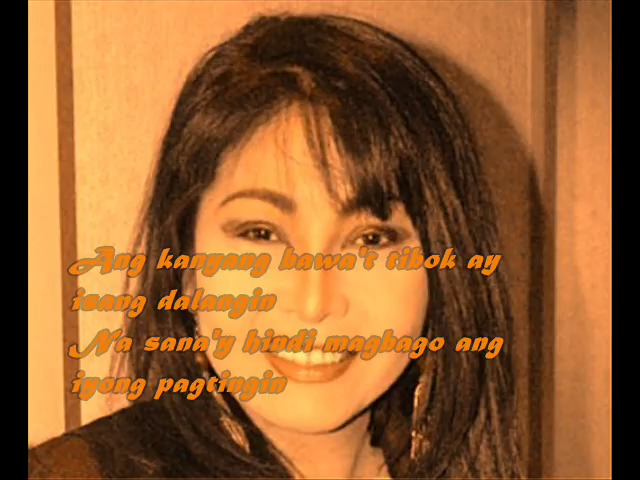 Ang kanyang bawa't tibok ay
isang dalangin
Na sana'y hindi magbago ang
iyong pagtingin